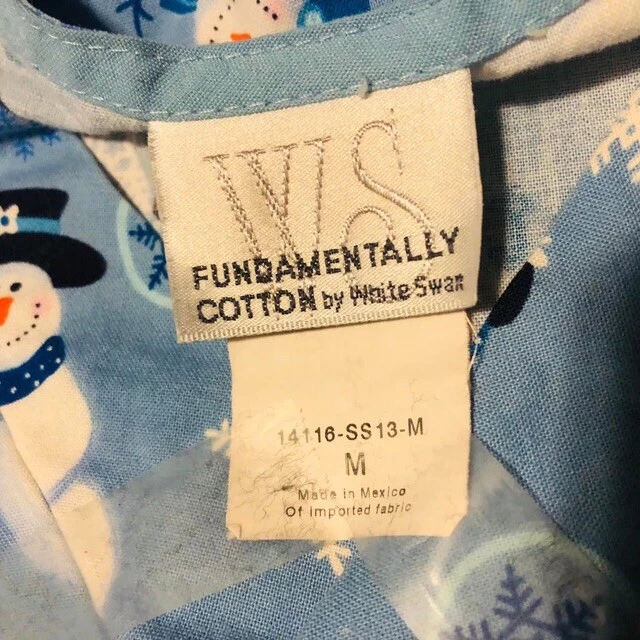 WS
FUNDAMENTALLY
COTTON by White Swan
14116-SS13-M
M
Made in Mexico
Of imported fabric